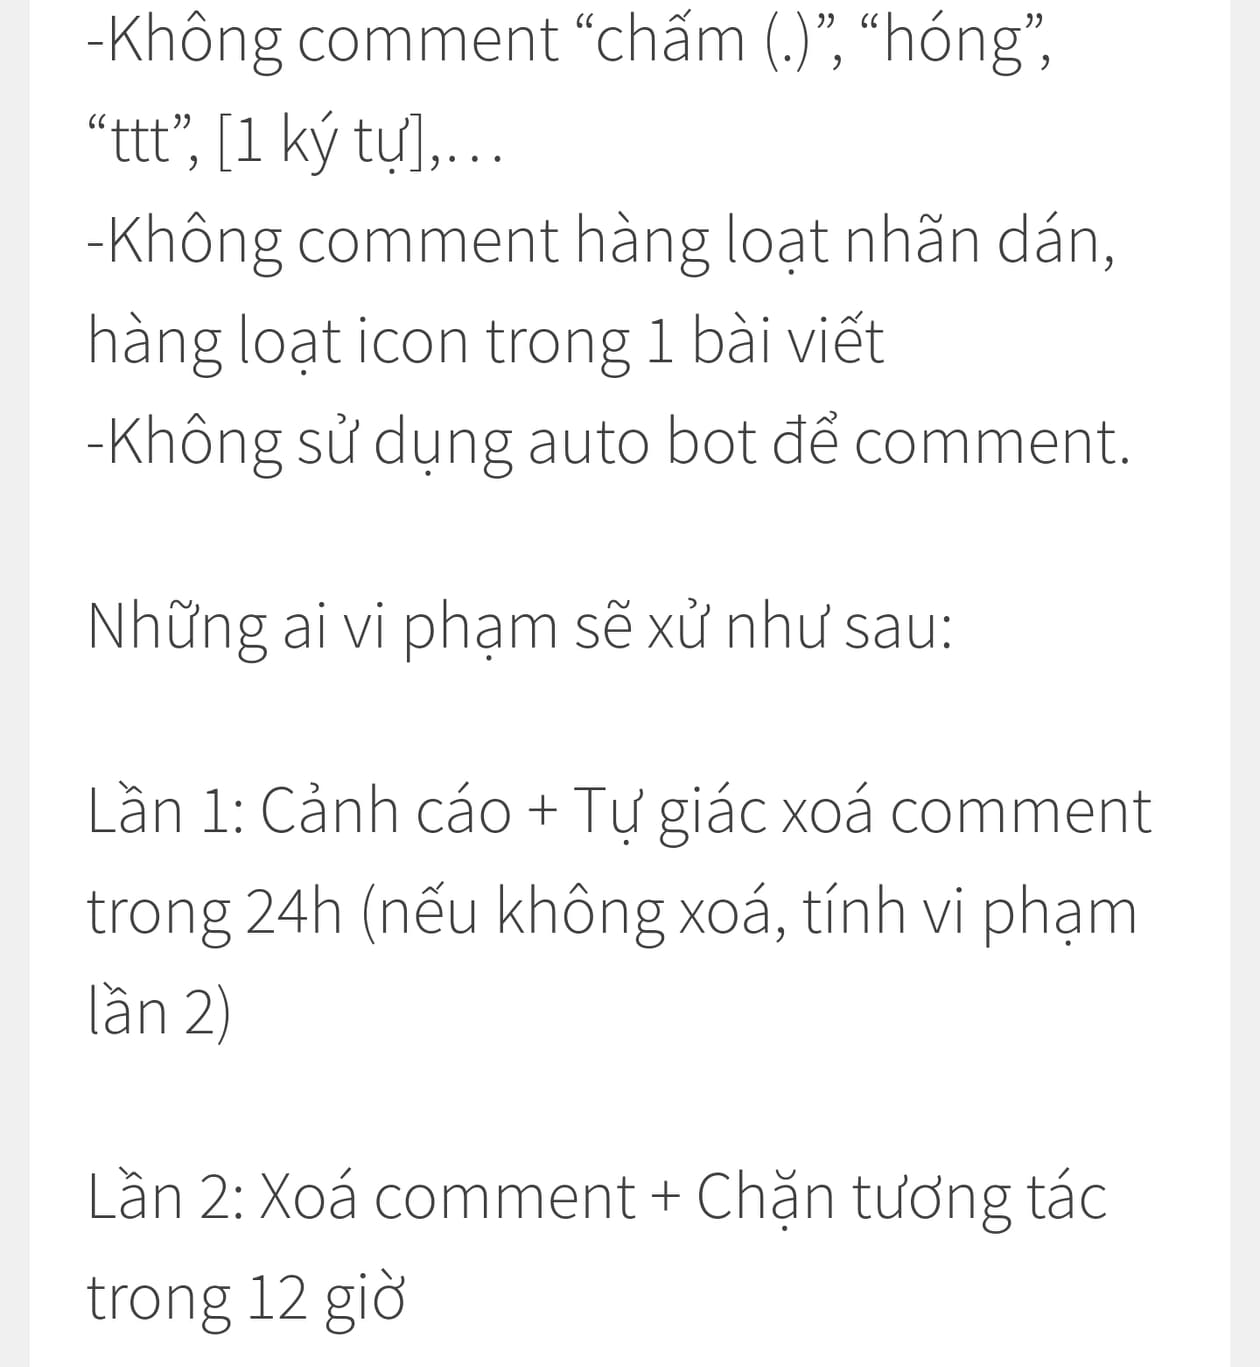 -Không comment “chấm (.)”, “hóng”,
“ttt”, [1 ký tự],…
-Không comment hàng loạt nhãn dán,
hàng loạt icon trong 1 bài viết
-Không sử dụng auto bot để comment.
Những ai vi phạm sẽ xử như sau:
Lần 1: Cảnh cáo + Tự giác xoá comment
trong 24h (nếu không xoá, tính vi phạm
lần 2)
Lần 2: Xoá comment + Chặn tương tác
trong 12 giờ